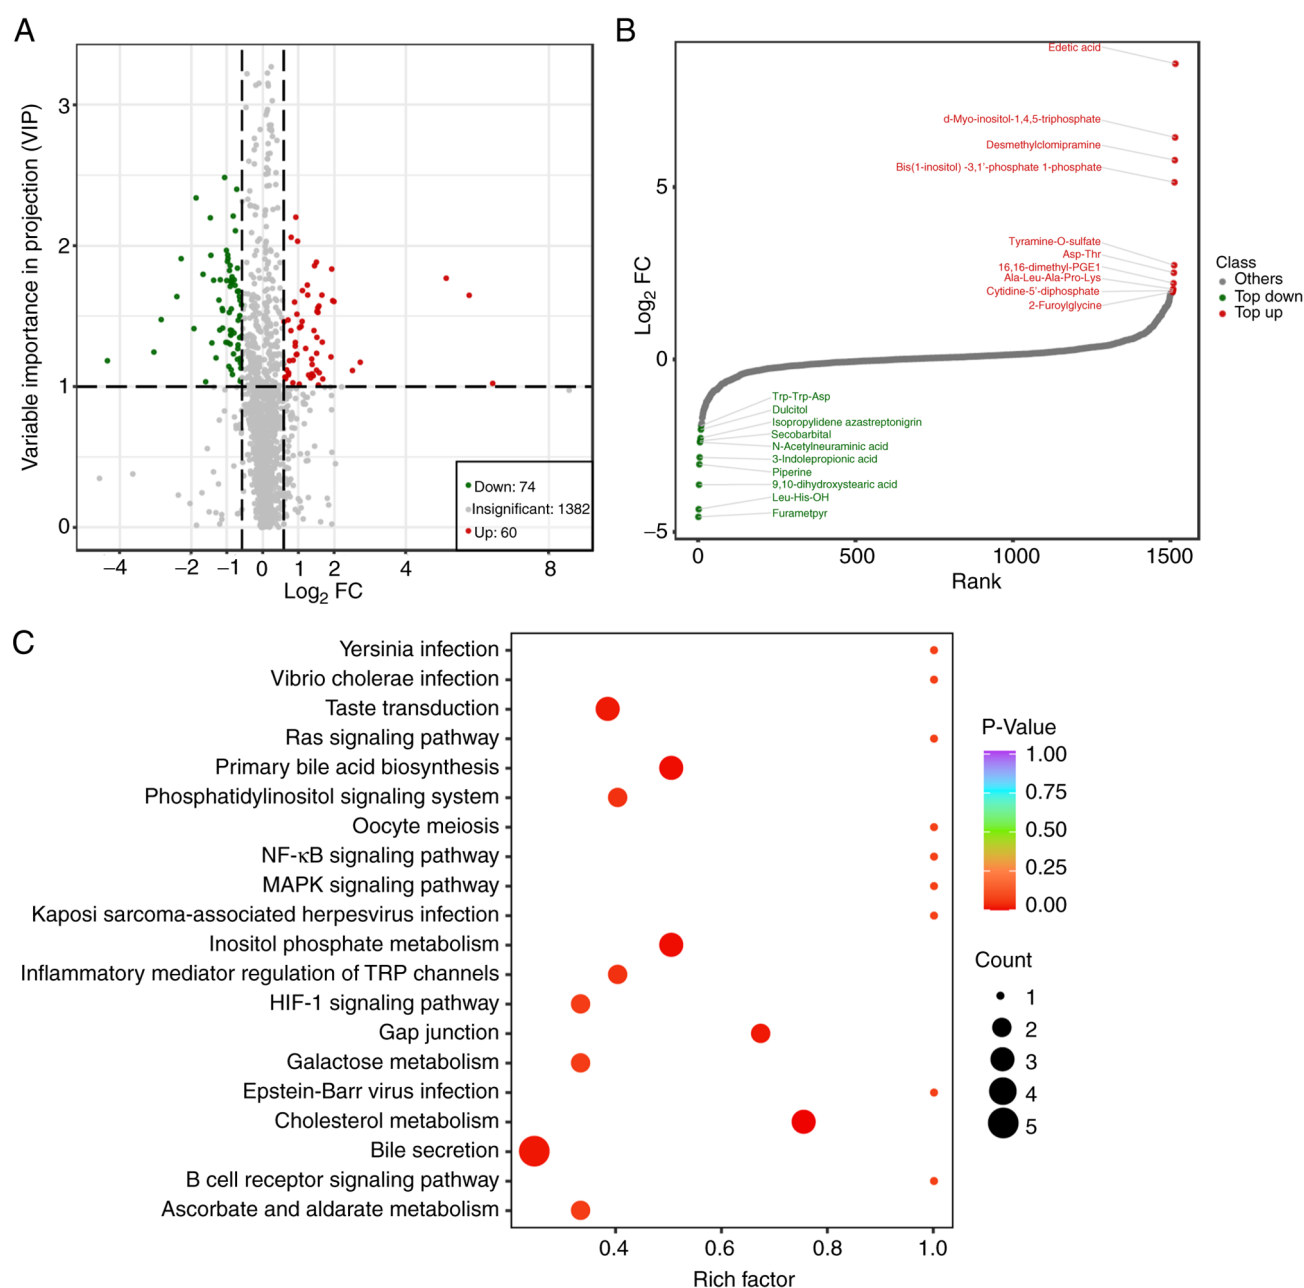 A
Variable importance in projection (VIP)
3
2
1
0
Down: 74
Insignificant: 1382
Up: 60
−4
−2
−1
0
1
2
4
8
Log2 FC
B
Log2 FC
5
0
−5
Edetic acid
d-Myo-inositol-1,4,5-triphosphate
Desmethylclomipramine
Bis(1-inositol) -3,1'-phosphate 1-phosphate
Tyramine-O-sulfate
Asp-Thr
16,16-dimethyl-PGE1
Ala-Leu-Ala-Pro-Lys
Cytidine-5'-diphosphate
2-Furoylglycine
Trp-Trp-Asp
Dulcitol
Isopropylidene azastreptonigrin
Secobarbital
N-Acetylneuraminic acid
3-Indolepropionic acid
Piperine
9,10-dihydroxystearic acid
Leu-His-OH
Furametpyr
0
500
1000
1500
Rank
Class
Others
Top down
Top up
C
Yersinia infection
Vibrio cholerae infection
Taste transduction
Ras signaling pathway
Primary bile acid biosynthesis
Phosphatidylinositol signaling system
Oocyte meiosis
NF-κB signaling pathway
MAPK signaling pathway
Kaposi sarcoma-associated herpesvirus infection
Inositol phosphate metabolism
Inflammatory mediator regulation of TRP channels
HIF-1 signaling pathway
Gap junction
Galactose metabolism
Epstein-Barr virus infection
Cholesterol metabolism
Bile secretion
B cell receptor signaling pathway
Ascorbate and aldarate metabolism
0.4
0.6
0.8
1.0
Rich factor
P-Value
1.00
0.75
0.50
0.25
0.00
Count
1
2
3
4
5